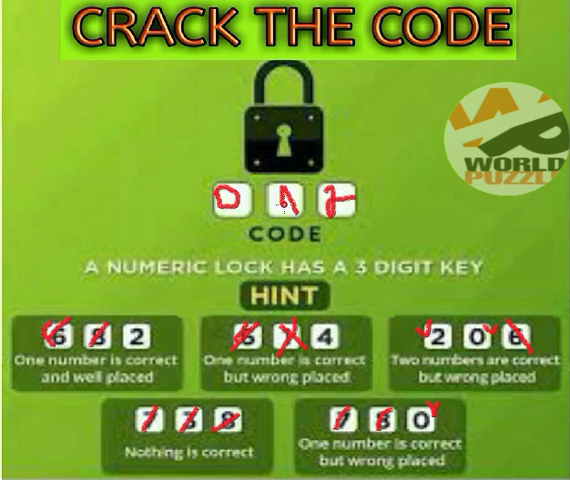 CRACK THE CODE
WORLD
PUZZLE
0 2
CODE
A NUMERIC LOCK HAS A 3 DIGIT KEY
HINT
6 8 2
One number is correct
and well placed
6 4
One number is correct
but wrong placed
2 0 6
Two numbers are correct
but wrong placed
7 3 8
Nothing is correct
7 8 0
One number is correct
but wrong placed